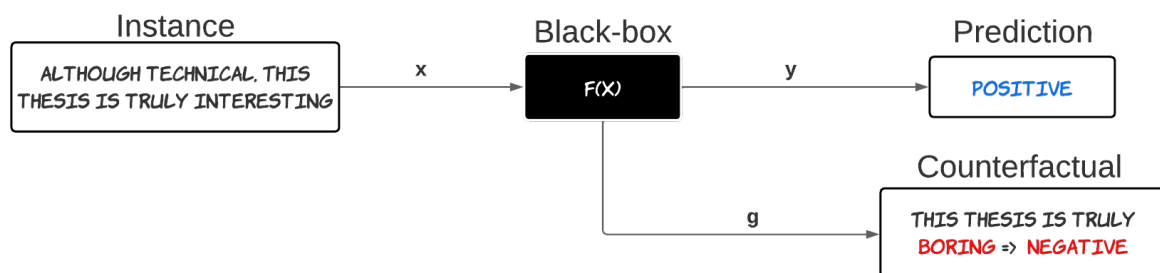 Instance
ALTHOUGH TECHNICAL, THIS
THESIS IS TRULY INTERESTING
x
Black-box
F(X)
y
Prediction
POSITIVE
g
Counterfactual
THIS THESIS IS TRULY
BORING => NEGATIVE